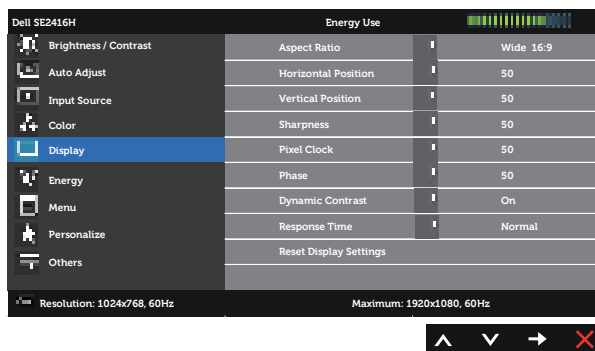 Dell SE2416H Energy Use
Brightness / Contrast
Auto Adjust
Input Source
Color
Display
Energy
Menu
Personalize
Others
Aspect Ratio Wide 16:9
Horizontal Position 50
Vertical Position 50
Sharpness 50
Pixel Clock 50
Phase 50
Dynamic Contrast On
Response Time Normal
Reset Display Settings
Resolution: 1024x768, 60Hz Maximum: 1920x1080, 60Hz